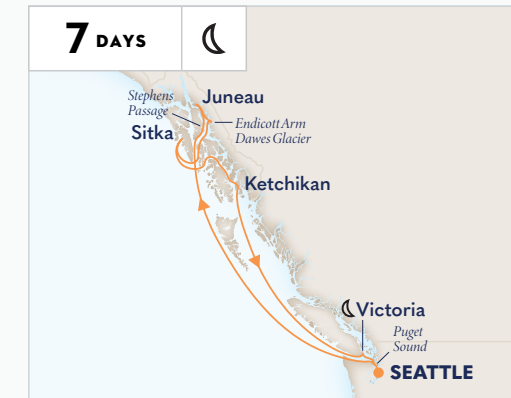 7 DAYS
Stephens
Passage
Juneau
Endicott Arm
Dawes Glacier
Sitka
Ketchikan
Victoria
Puget
Sound
SEATTLE